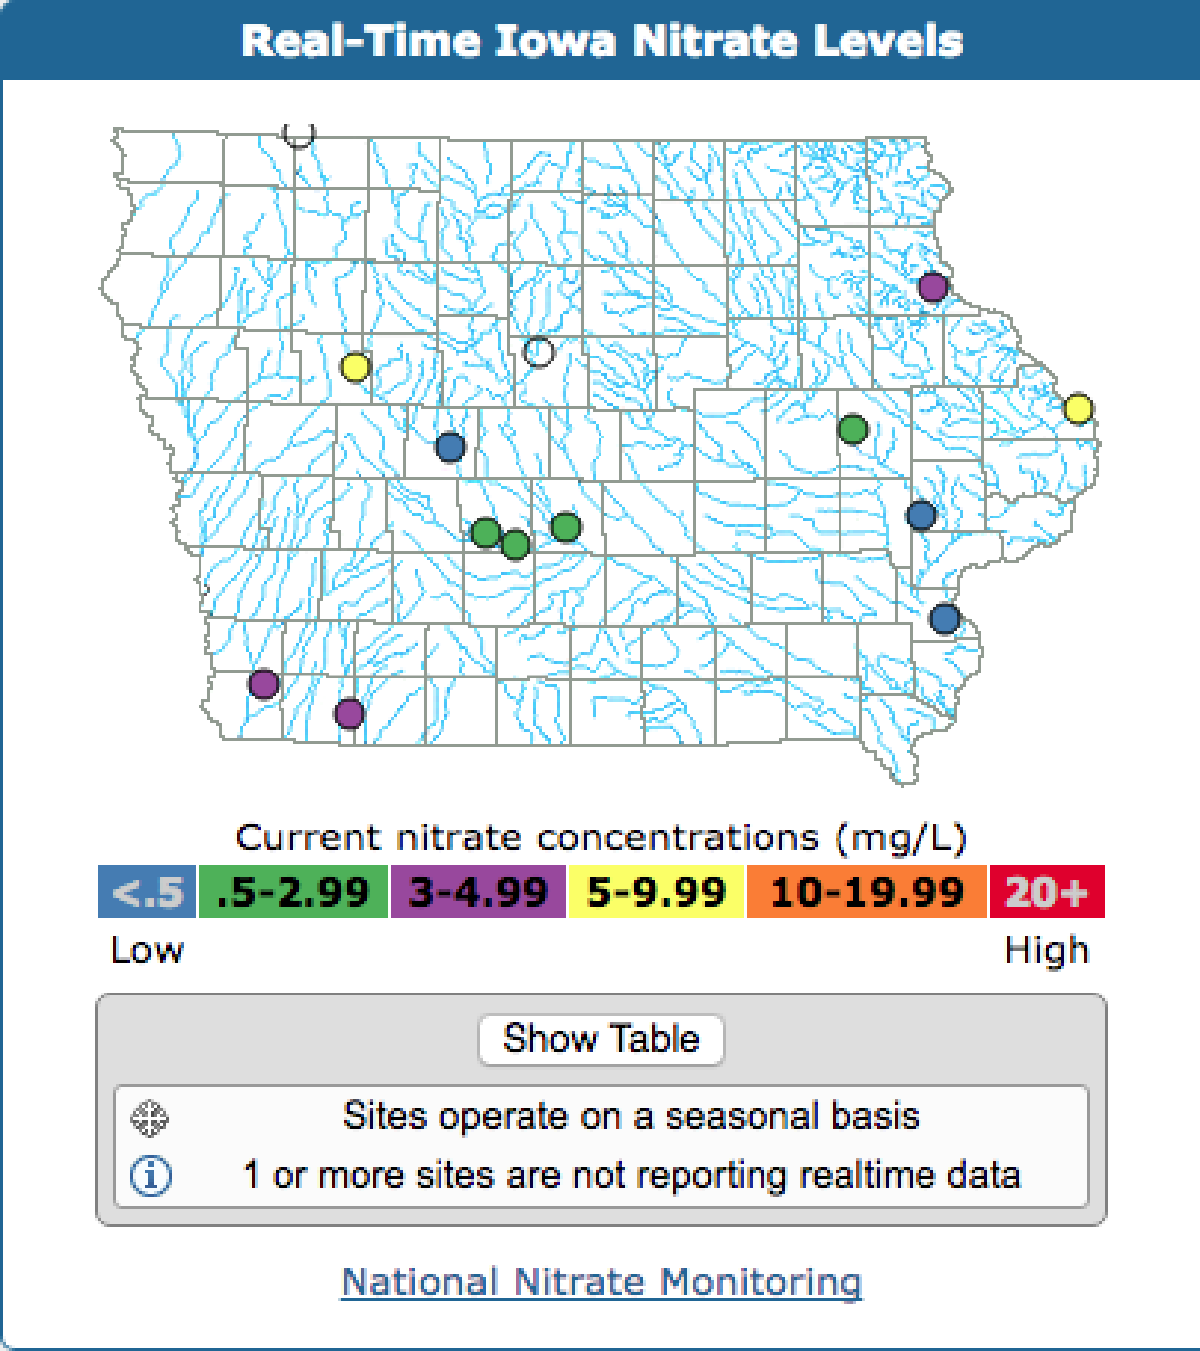 Real-Time Iowa Nitrate Levels
Current nitrate concentrations (mg/L)
<.5 .5-2.99 3-4.99 5-9.99 10-19.99 20+
Low High
Show Table
Sites operate on a seasonal basis
1 or more sites are not reporting realtime data
National Nitrate Monitoring